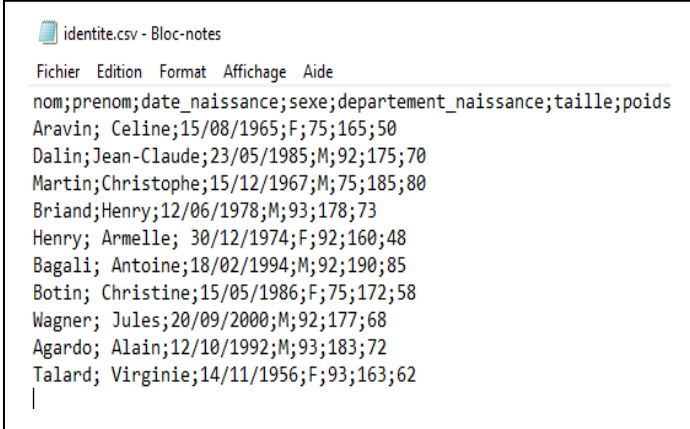 identite.csv - Bloc-notes
Fichier Edition Format Affichage Aide
nom;prenom;date_naissance;sexe;departement_naissance;taille;poids
Aravin; Celine;15/08/1965;F;75;165;50
Dalin;Jean-Claude;23/05/1985;M;92;175;70
Martin;Christophe;15/12/1967;M;75;185;80
Briand;Henry;12/06/1978;M;93;178;73
Henry; Armelle; 30/12/1974;F;92;160;48
Bagali; Antoine;18/02/1994;M;92;190;85
Botin; Christine;15/05/1986;F;75;172;58
Wagner; Jules;20/09/2000;M;92;177;68
Agardo; Alain;12/10/1992;M;93;183;72
Talard; Virginie;14/11/1956;F;93;163;62